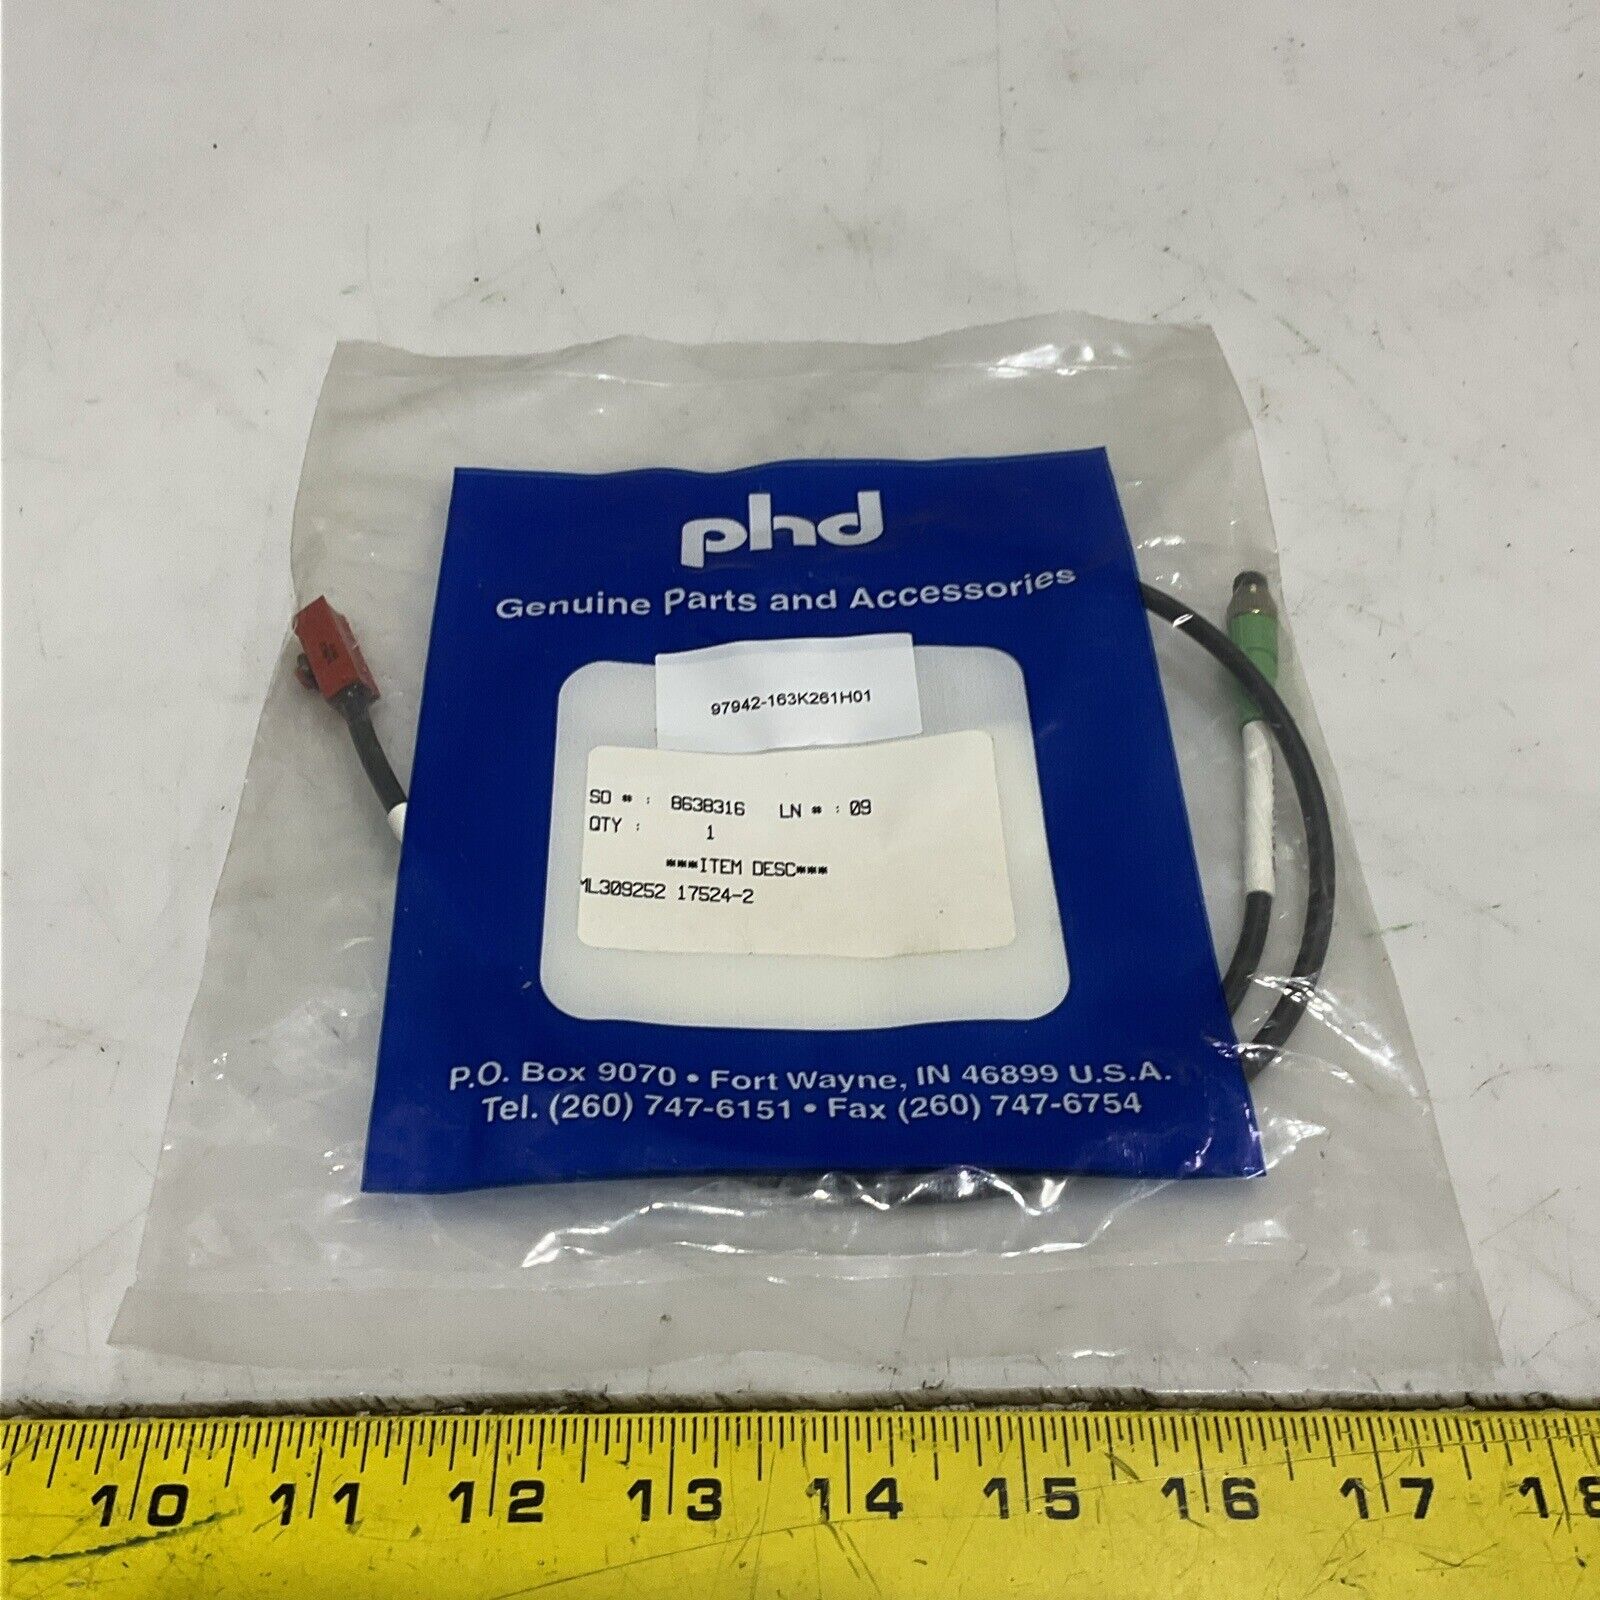 phd
Genuine Parts and Accessories
97942-163K261H01
SO # : 8638316 LN # : 09
QTY : 1
***ITEM DESC***
ML309252 17524-2
P.O. Box 9070 • Fort Wayne, IN 46899 U.S.A.
Tel. (260) 747-6151 • Fax (260) 747-6754
10 11 12 13 14 15 16 17 18